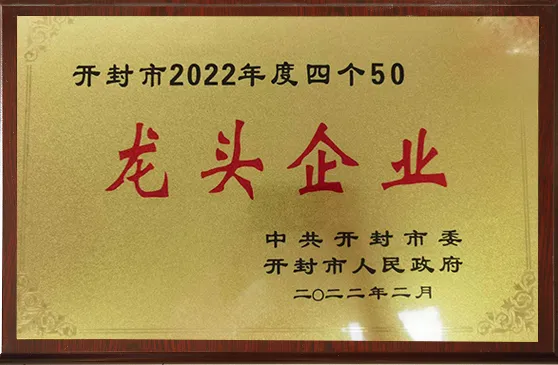 开封市2022年度四个50
龙头企业
中共开封市委
开封市人民政府
二〇二二年二月